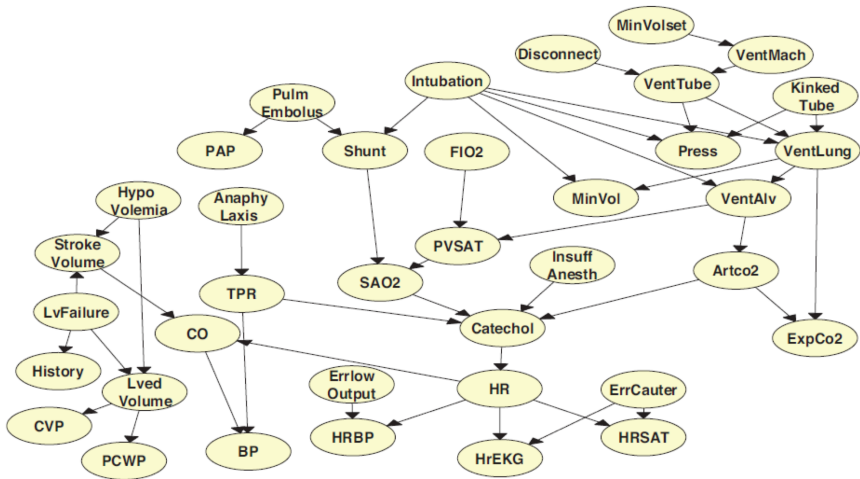 MinVolset
Disconnect
VentMach
Intubation
VentTube
Pulm
Embolus
Kinked
Tube
PAP
Shunt
FIO2
Press
VentLung
Hypo
Volemia
Anaphy
Laxis
MinVol
VentAlv
Stroke
Volume
PVSAT
Insuff
Anesth
SAO2
Artco2
TPR
LvFailure
CO
Catechol
ExpCo2
History
Lved
Volume
Errlow
Output
HR
ErrCauter
CVP
HRBP
HRSAT
PCWP
BP
HrEKG